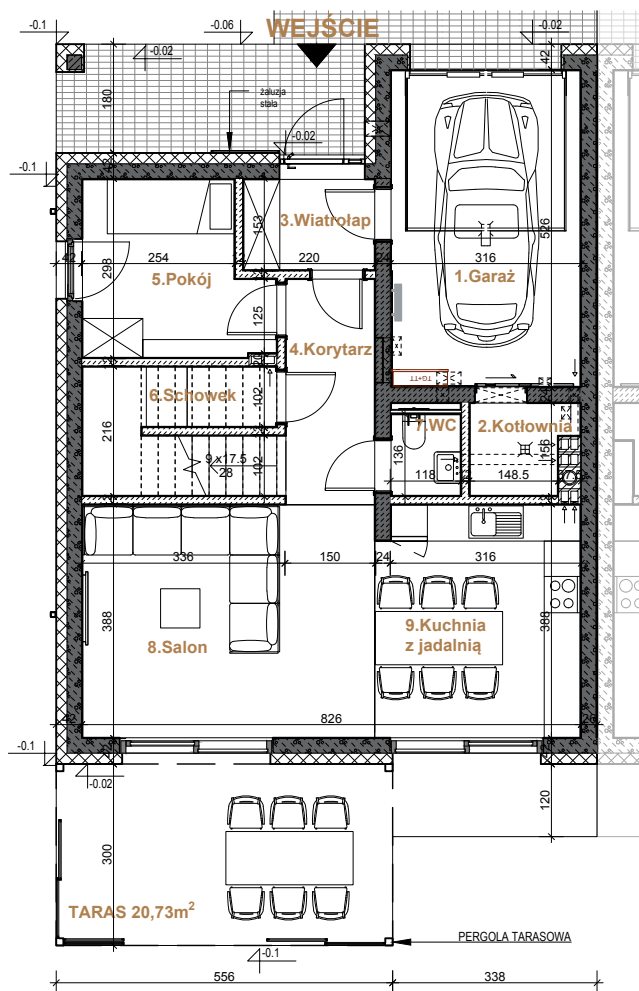 -0.1
-0.06
WEJŚCIE
-0.02
-0.02
42
180
żaluzja
stała
-0.02
42
-0.1
153
3.Wiatrołap
526
42
254
220
24
316
298
5.Pokój
1.Garaż
125
4.Korytarz
TG+TT
6.Schowek
102
7.WC
2.Kotłownia
216
9 x17.5
28
102
136
156
118
148.5
336
150
24
316
388
388
8.Salon
9.Kuchnia
z jadalnią
42
826
26
-0.1
-0.02
120
300
TARAS 20,73m²
PERGOLA TARASOWA
-0.1
556
338